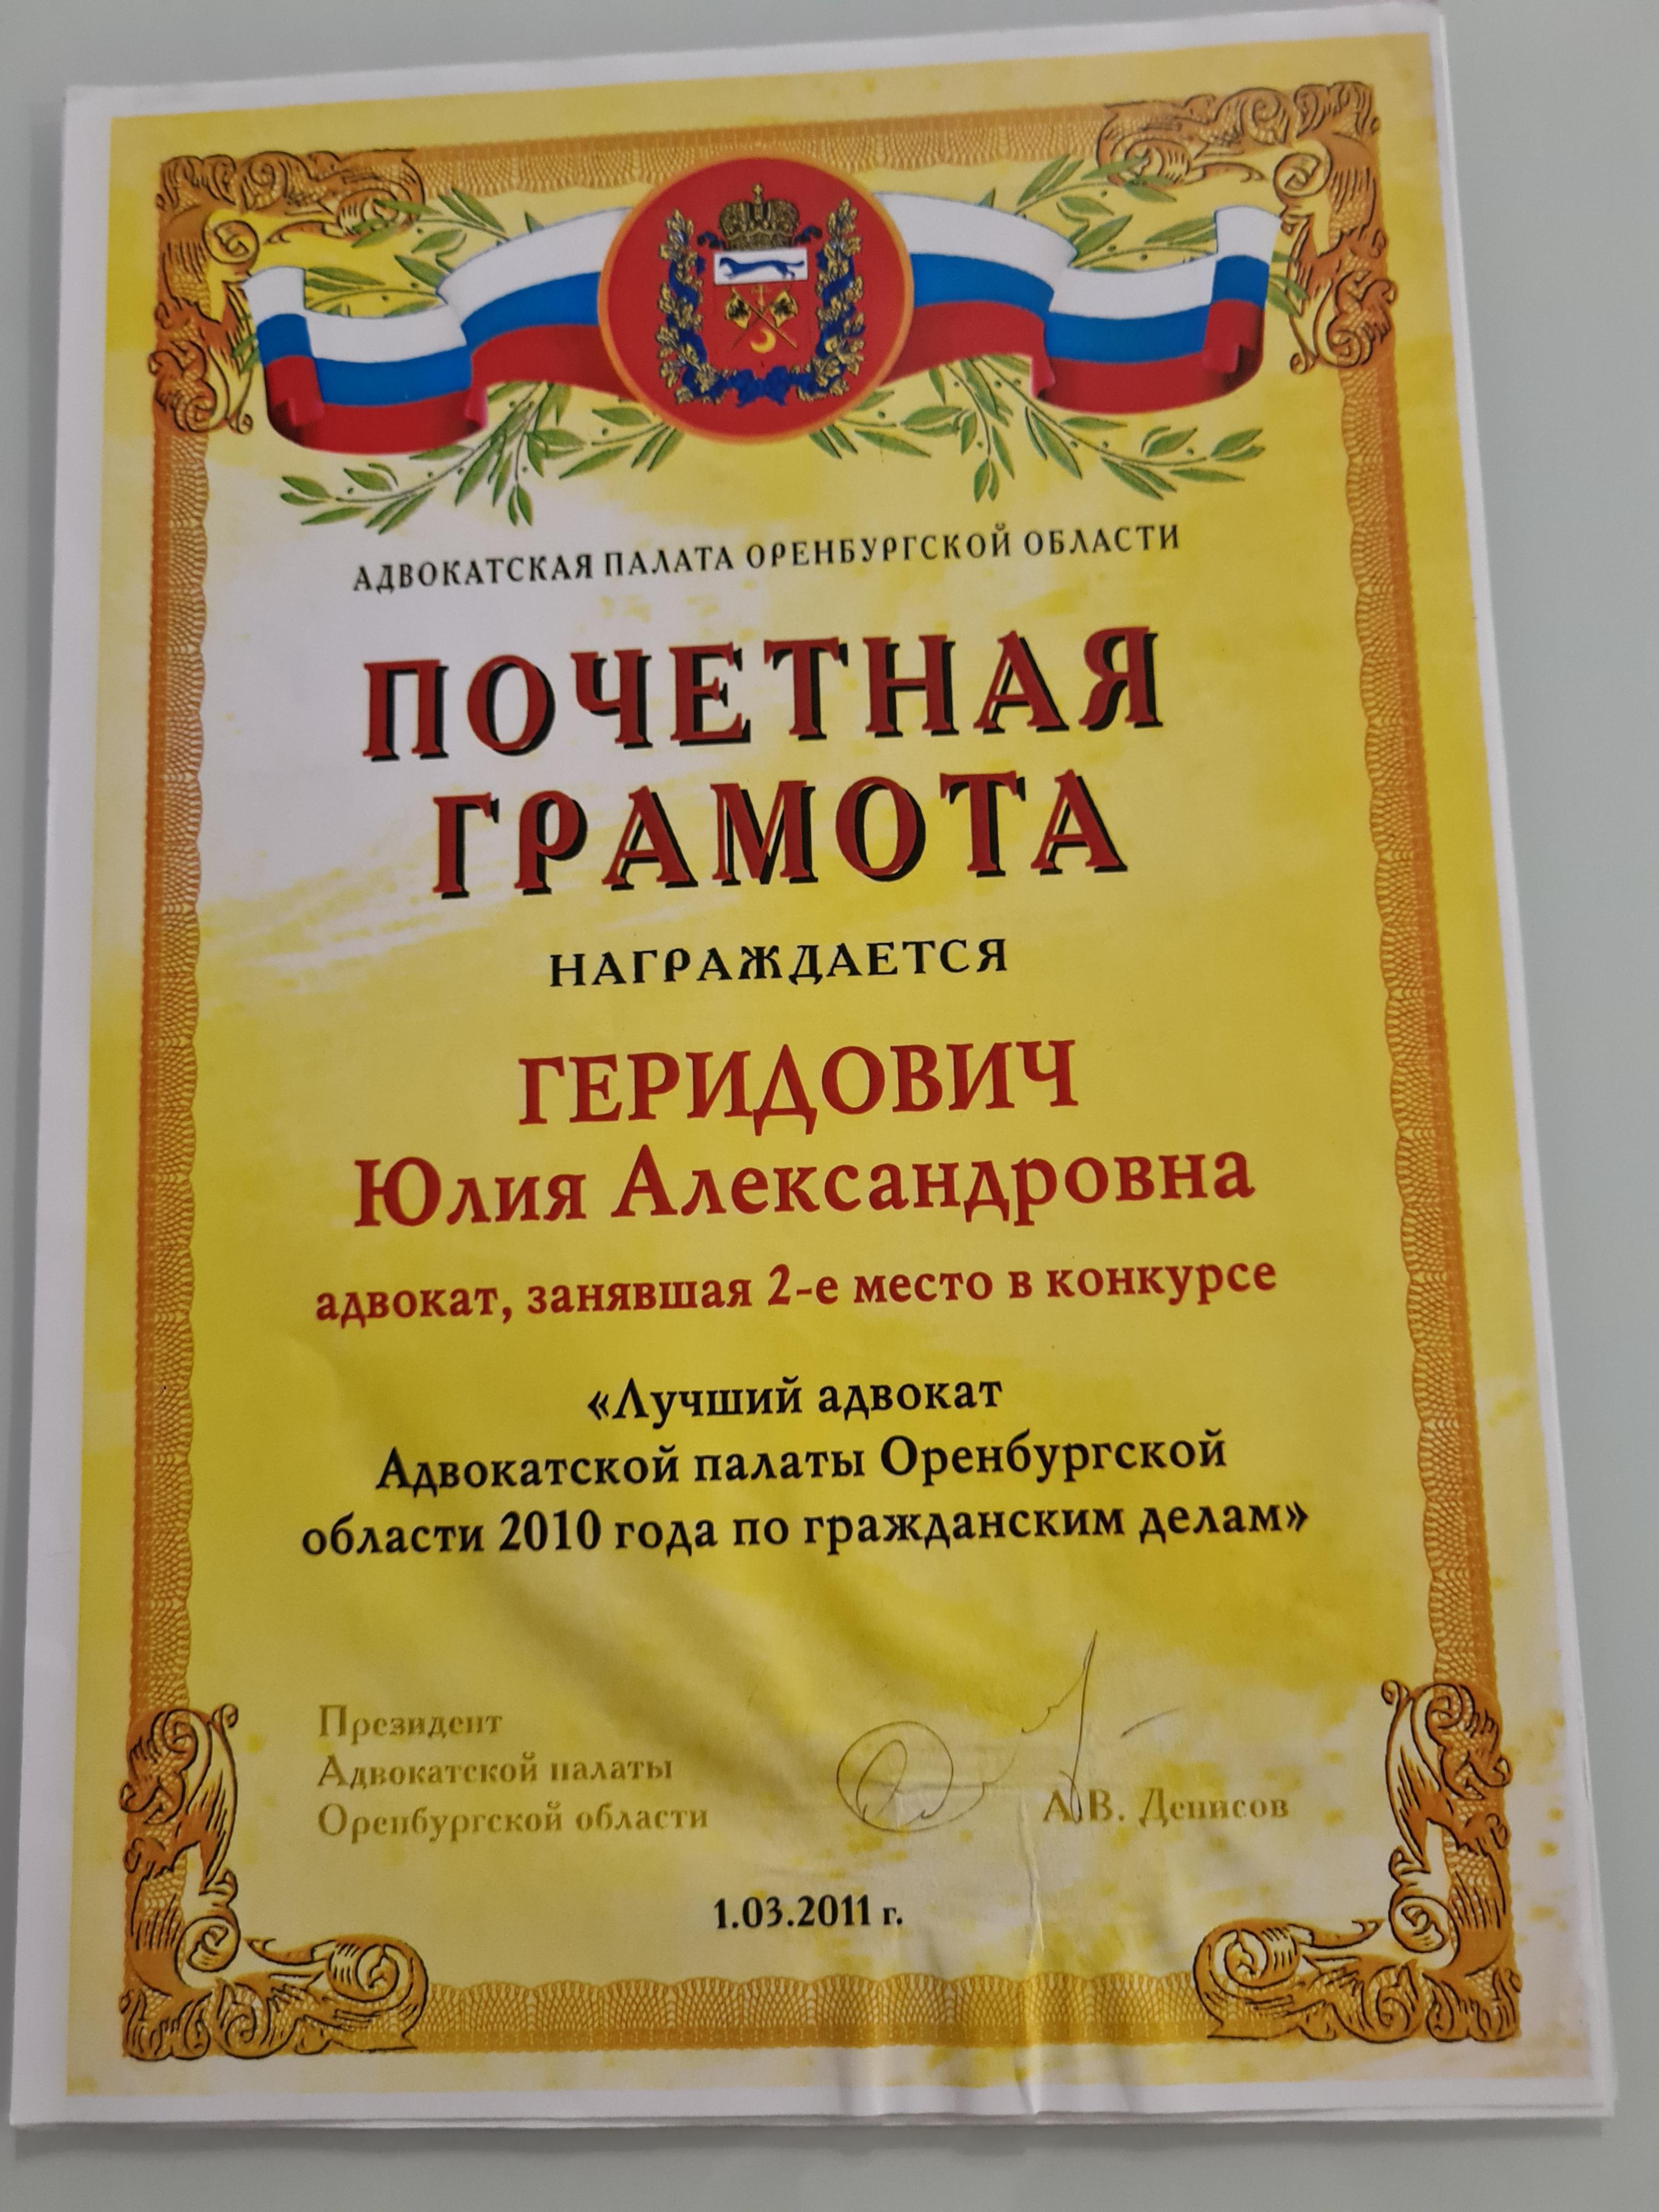 АДВОКАТСКАЯ ПАЛАТА ОРЕНБУРГСКОЙ ОБЛАСТИ
ПОЧЕТНАЯ
ГРАМОТА
НАГРАЖДАЕТСЯ
ГЕРИДОВИЧ
Юлия Александровна
адвокат, занявшая 2-е место в конкурсе
«Лучший адвокат
Адвокатской палаты Оренбургской
области 2010 года по гражданским делам»
Президент
Адвокатской палаты
Оренбургской области
А.В. Денисов
1.03.2011 г.